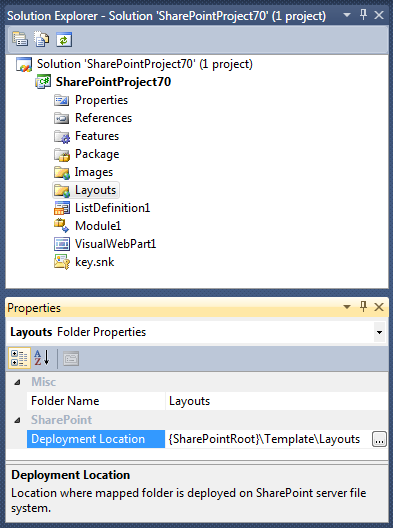 Solution Explorer - Solution 'SharePointProject70' (1 project)
Solution 'SharePointProject70' (1 project)
SharePointProject70
Properties
References
Features
Package
Images
Layouts
ListDefinition1
Module1
VisualWebPart1
key.snk
Properties
Layouts Folder Properties
Misc
Folder Name Layouts
SharePoint
Deployment Location {SharePointRoot}\Template\Layouts ...
Deployment Location
Location where mapped folder is deployed on SharePoint server file
system.